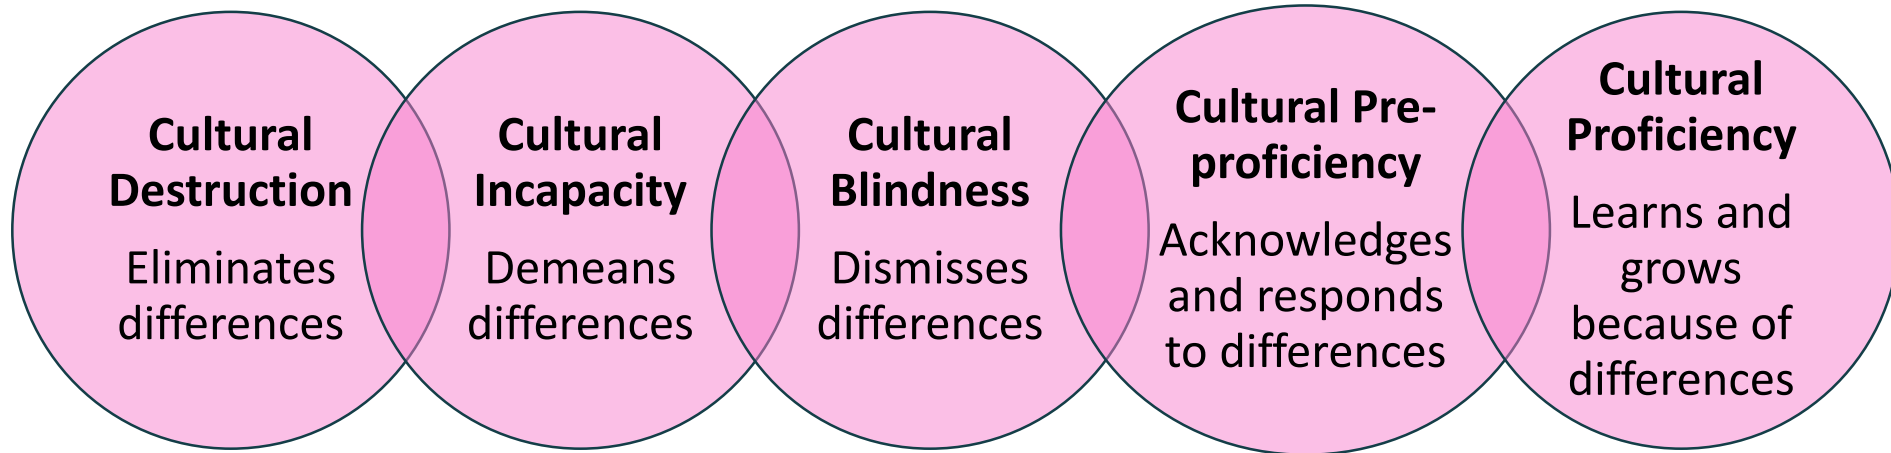 Cultural
Destruction
Eliminates
differences
Cultural
Incapacity
Demeans
differences
Cultural
Blindness
Dismisses
differences
Cultural Pre-
proficiency
Acknowledges
and responds
to differences
Cultural
Proficiency
Learns and
grows
because of
differences